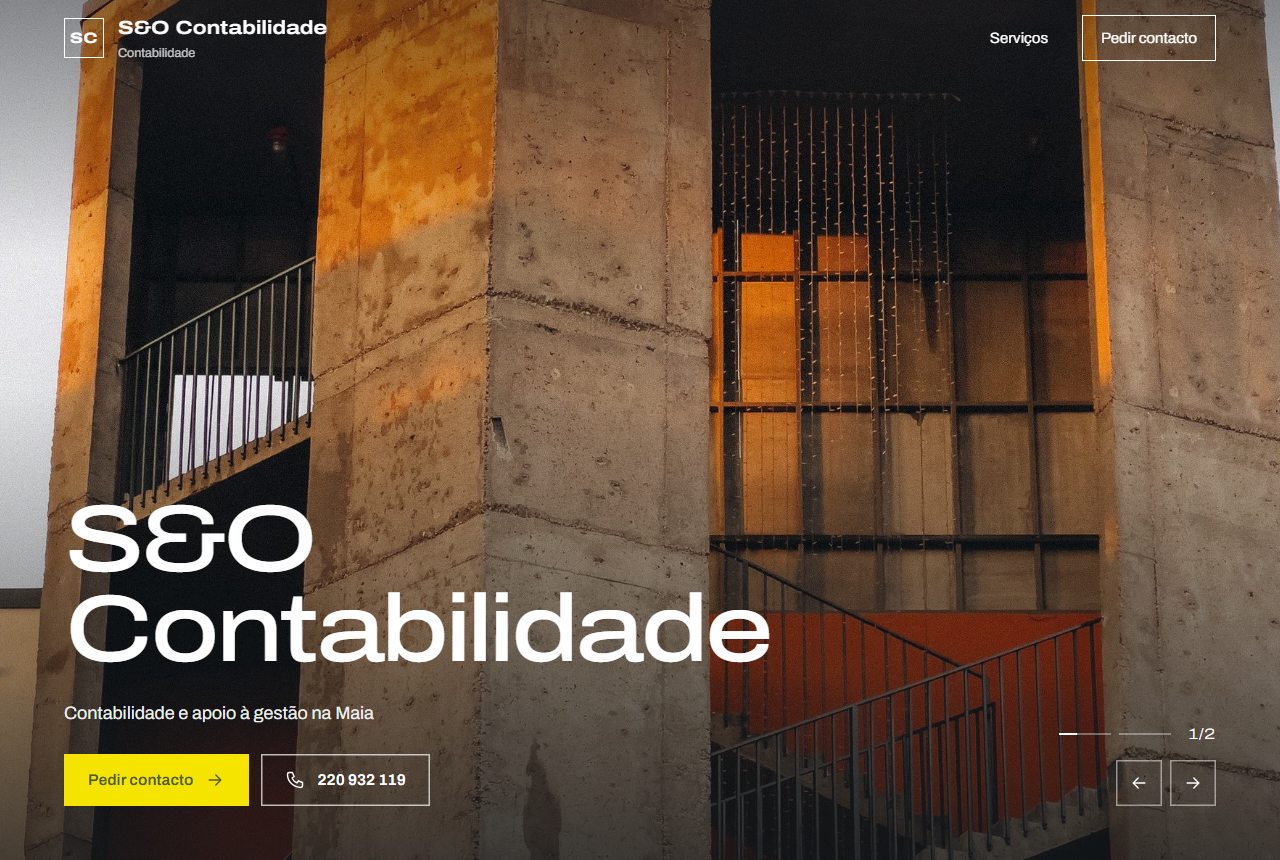 SC
S&O Contabilidade
Contabilidade
Serviços
Pedir contacto
S&O
Contabilidade
Contabilidade e apoio à gestão na Maia
Pedir contacto
220 932 119
1/2